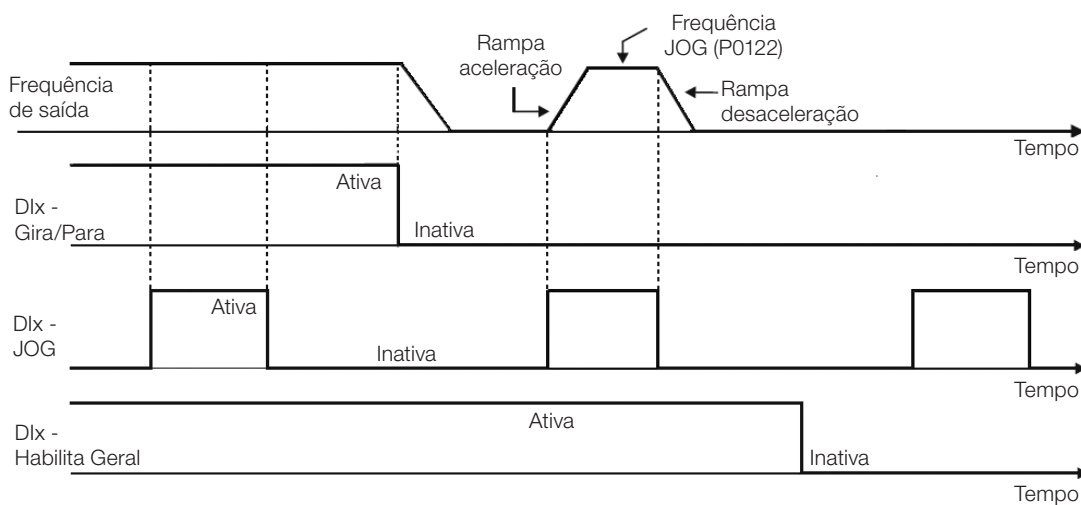 Frequência
JOG (P0122)
Rampa
aceleração
Frequência
de saída
Rampa
desaceleração
Tempo
Ativa
DIx -
Gira/Para
Inativa
Tempo
Ativa
DIx -
JOG
Inativa
Tempo
Ativa
DIx -
Habilita Geral
Inativa
Tempo